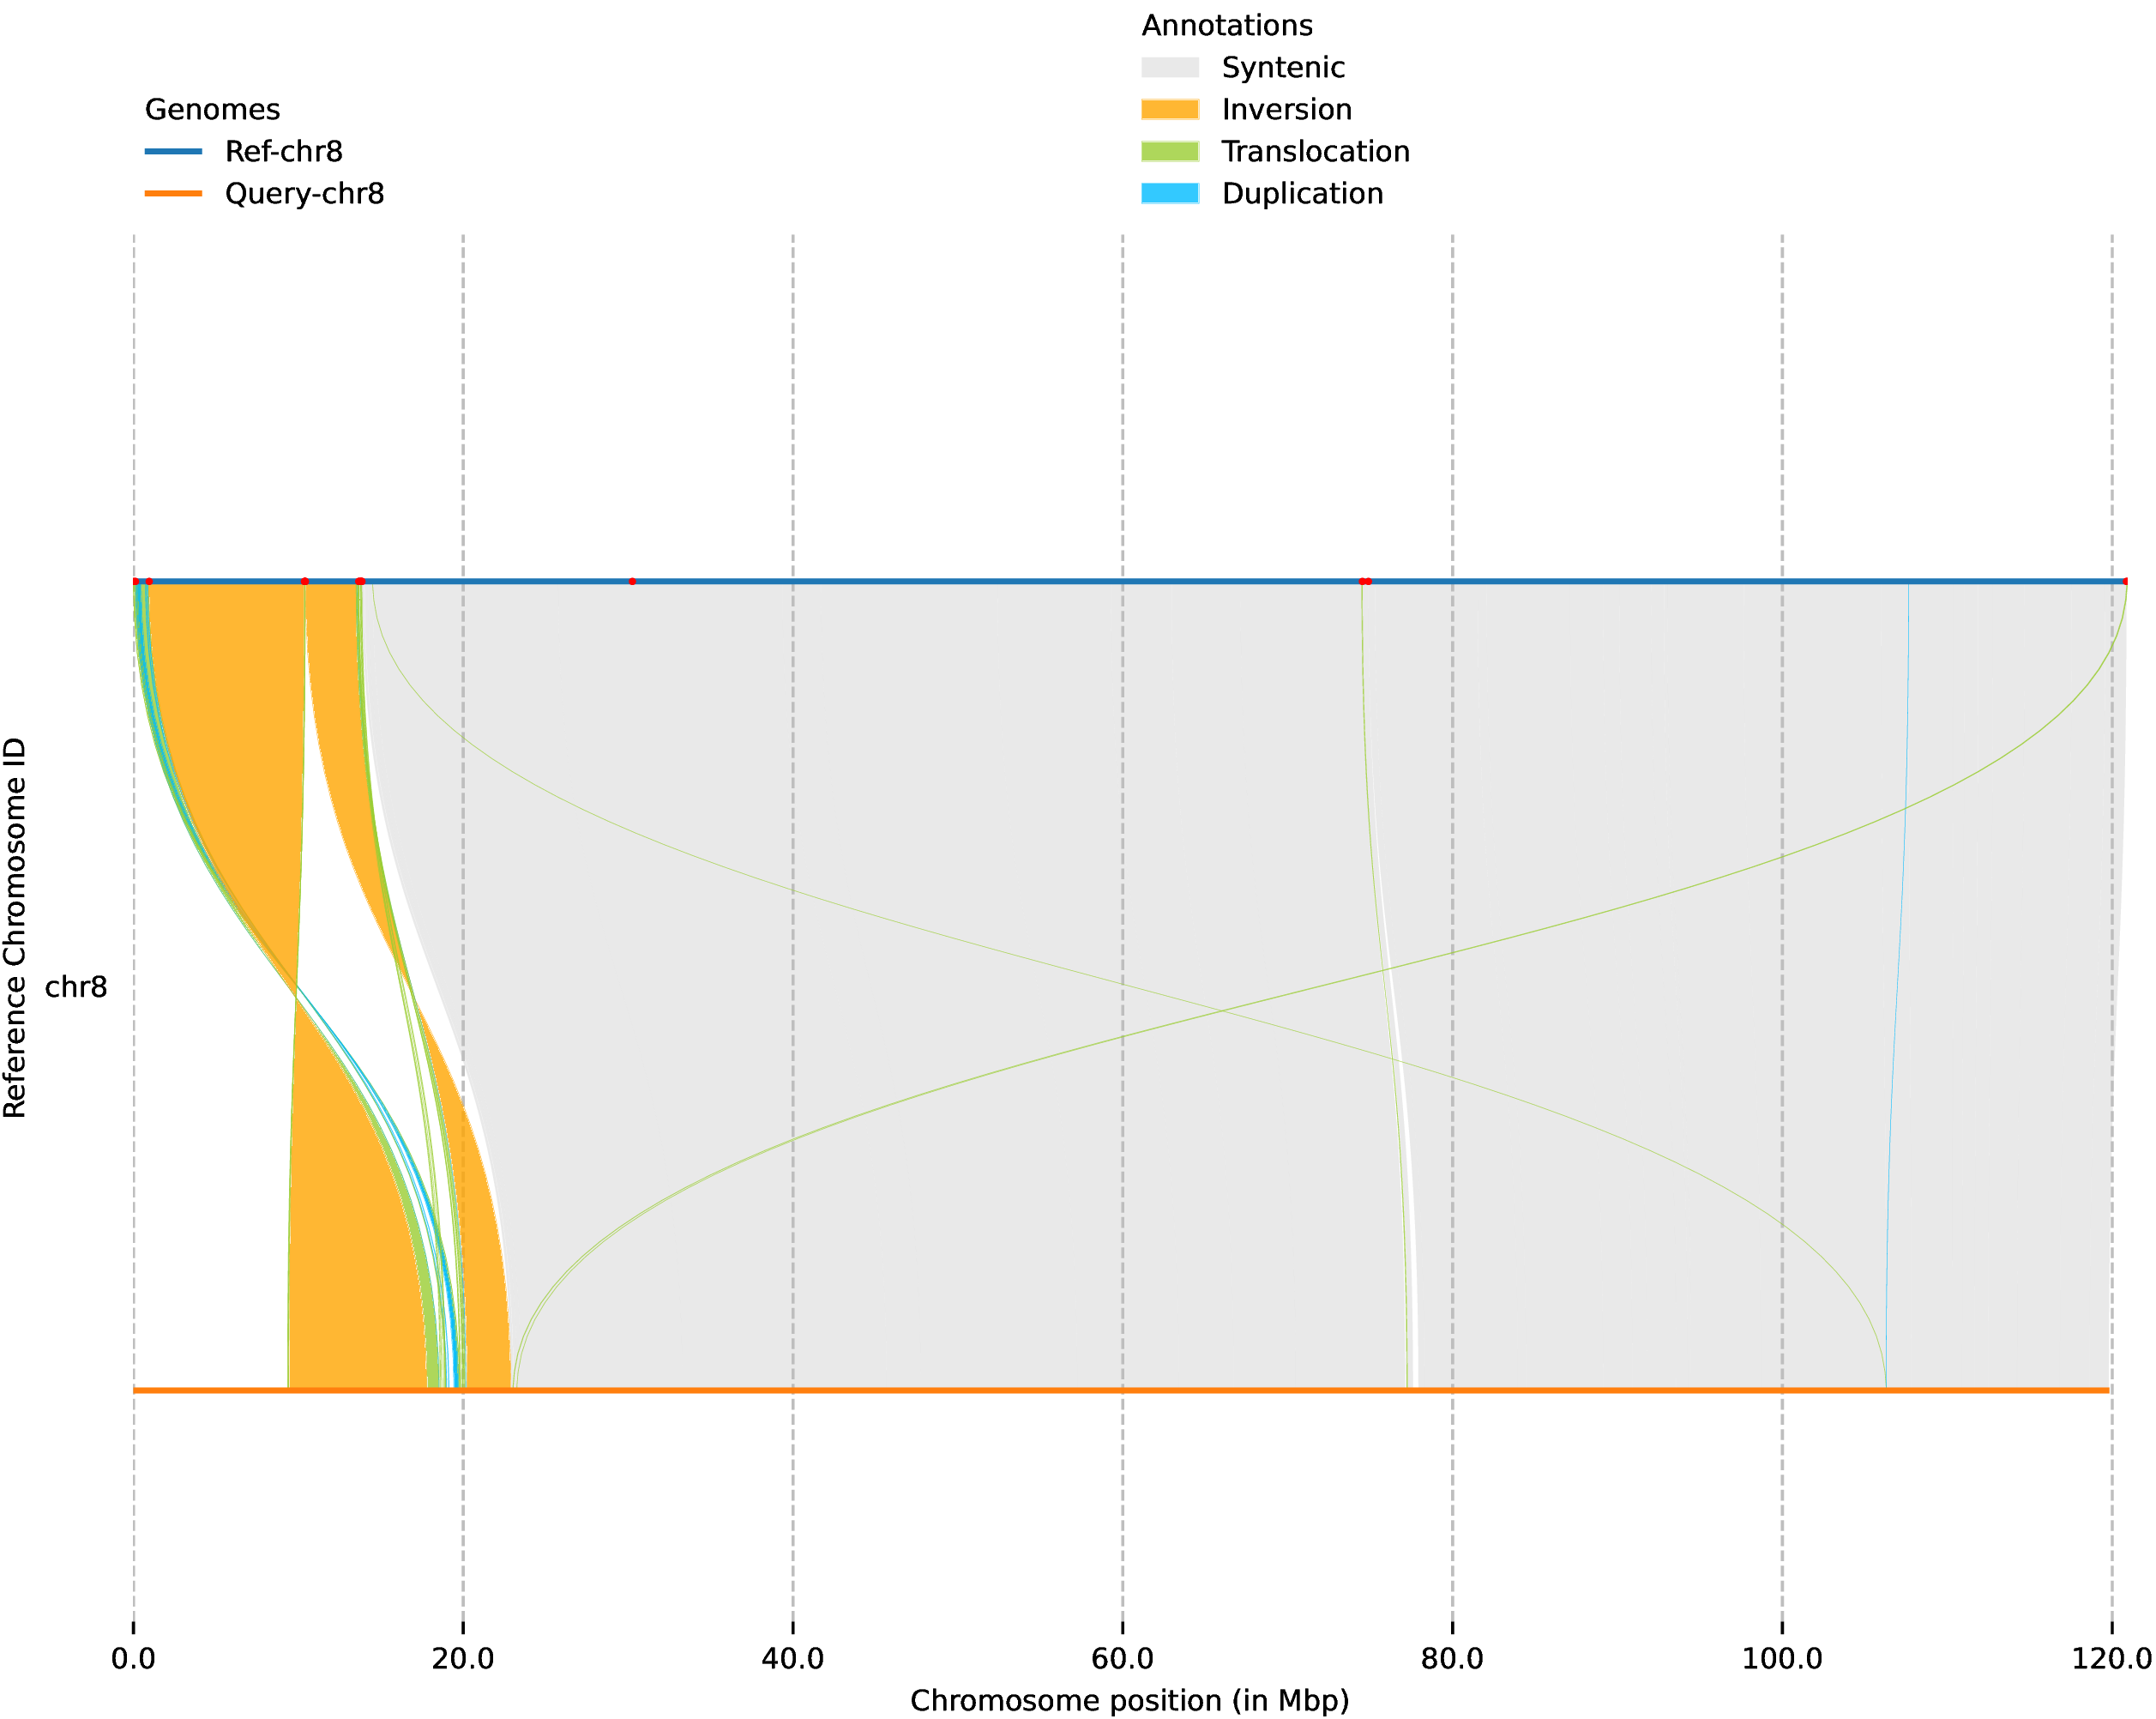 Genomes
Ref-chr8
Query-chr8
Annotations
Syntenic
Inversion
Translocation
Duplication
Reference Chromosome ID
chr8
0.0 20.0 40.0 60.0 80.0 100.0 120.0
Chromosome position (in Mbp)